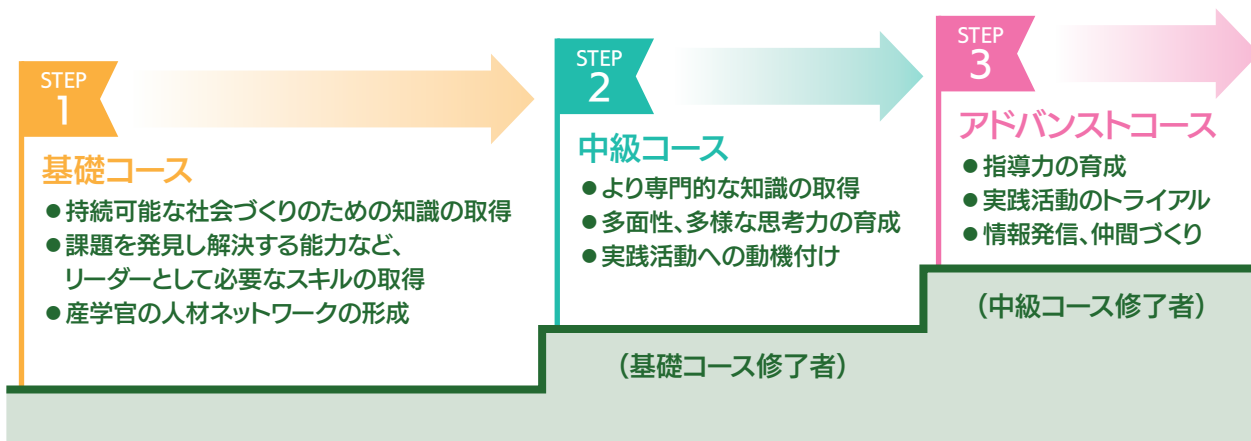 STEP
1
基礎コース
●持続可能な社会づくりのための知識の取得
●課題を発見し解決する能力など、
リーダーとして必要なスキルの取得
●産学官の人材ネットワークの形成
STEP
2
中級コース
●より専門的な知識の取得
●多面性、多様な思考力の育成
●実践活動への動機付け
(基礎コース修了者)
STEP
3
アドバンストコース
●指導力の育成
●実践活動のトライアル
●情報発信、仲間づくり
(中級コース修了者)